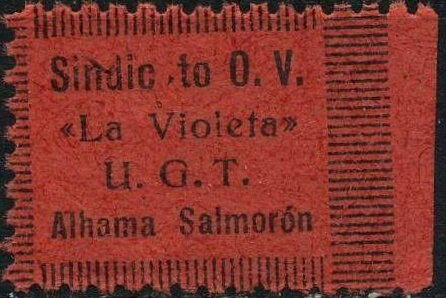 Sindic to O. V.
«La Violeta»
U. G. T.
Alhama Salmorón